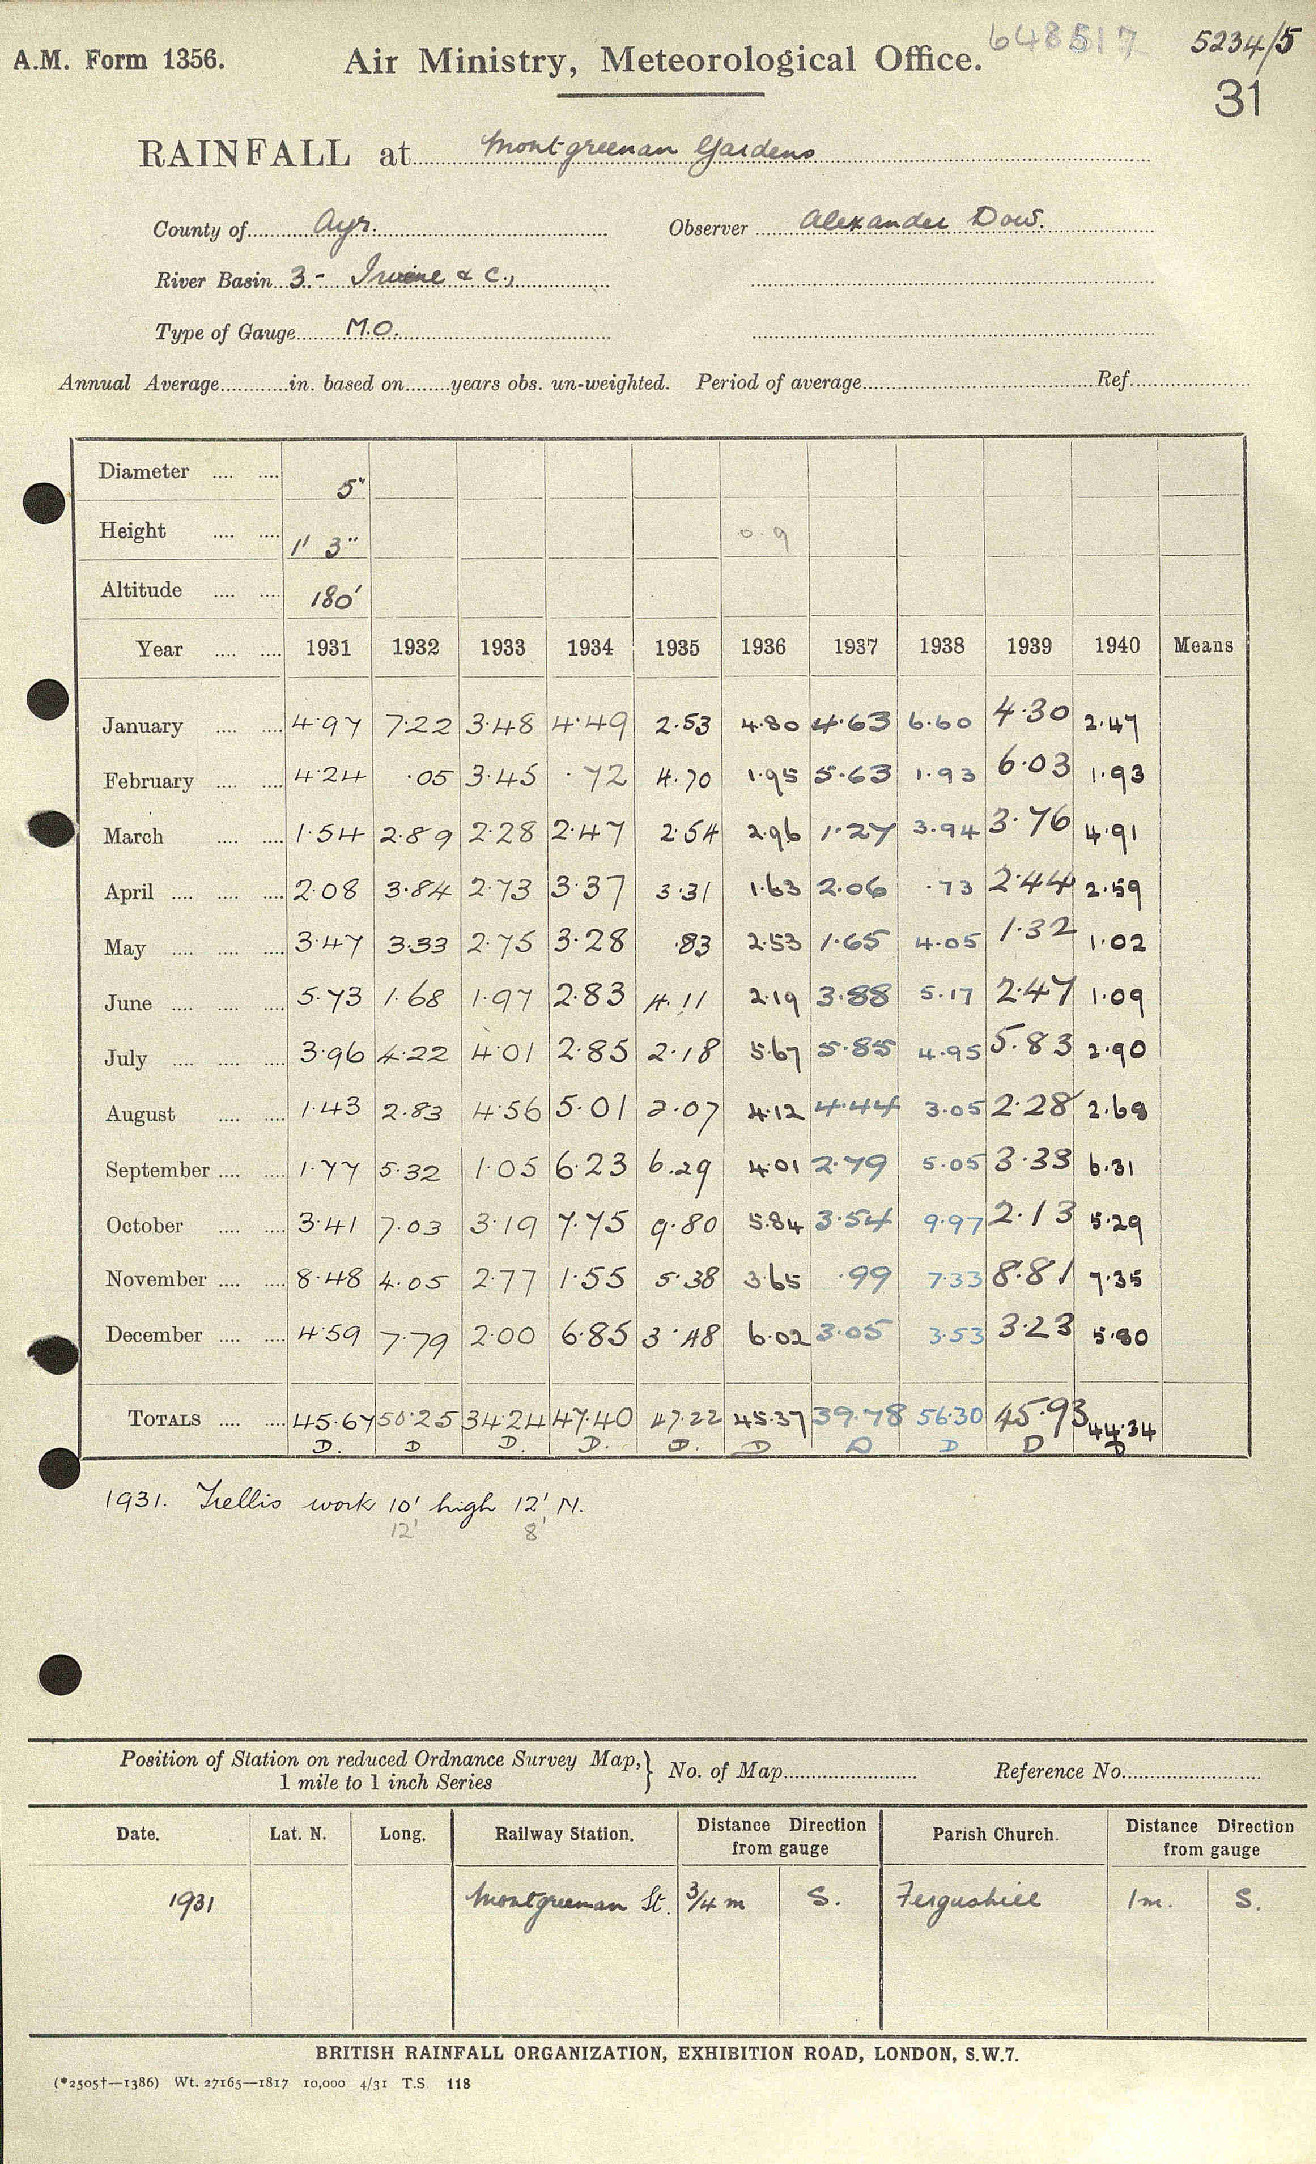 648517 5234/5
A.M. Form 1356. Air Ministry, Meteorological Office.
31
RAINFALL at Montgreenan Gardens
County of Ayr. Observer Alexander Dow.
River Basin 3.- Irvine & C.,
Type of Gauge M.O.
Annual Average in. based on years obs. un-weighted. Period of average Ref.
Diameter 5"
Height 1' 3" 0 9
Altitude 180'
Year 1931 1932 1933 1934 1935 1936 1937 1938 1939 1940 Means
January 4.97 7.22 3.48 4.49 2.53 4.80 4.63 6.60 4.30 2.47
February 4.24 .05 3.45 .72 4.70 1.95 5.63 1.93 6.03 1.93
March 1.54 2.89 2.28 2.47 2.54 2.96 1.27 3.94 3.76 4.91
April 2.08 3.84 2.73 3.37 3.31 1.63 2.06 .73 2.44 2.59
May 3.47 3.33 2.75 3.28 .83 2.53 1.65 4.05 1.32 1.02
June 5.73 1.68 1.97 2.83 4.11 2.19 3.88 5.17 2.47 1.09
July 3.96 4.22 4.01 2.85 2.18 5.67 5.85 4.95 5.83 2.90
August 1.43 2.83 4.56 5.01 2.07 4.12 4.44 3.05 2.28 2.68
September 1.77 5.32 1.05 6.23 6.29 4.01 2.79 5.05 3.33 6.31
October 3.41 7.03 3.19 7.75 9.80 5.84 3.54 9.97 2.13 5.29
November 8.48 4.05 2.77 1.55 5.38 3.65 .99 7.33 8.81 7.35
December 4.59 7.79 2.00 6.85 3.48 6.02 3.05 3.53 3.23 5.80
TOTALS 45.67 50.25 34.24 47.40 47.22 45.37 39.78 56.30 45.93 44.34
D. D D. D. D. D D D D D
1931. Trellis work 10' high 12' N.
12' 8'
Position of Station on reduced Ordnance Survey Map, 1 mile to 1 inch Series } No. of Map Reference No.
Date. Lat. N. Long. Railway Station. Distance Direction from gauge Parish Church. Distance Direction from gauge
1931 Montgreenan St. 3/4 m S. Fergushill 1m. S.
BRITISH RAINFALL ORGANIZATION, EXHIBITION ROAD, LONDON, S.W.7.
(*2505†—1386) Wt. 27165—1817 10,000 4/31 T.S. 118